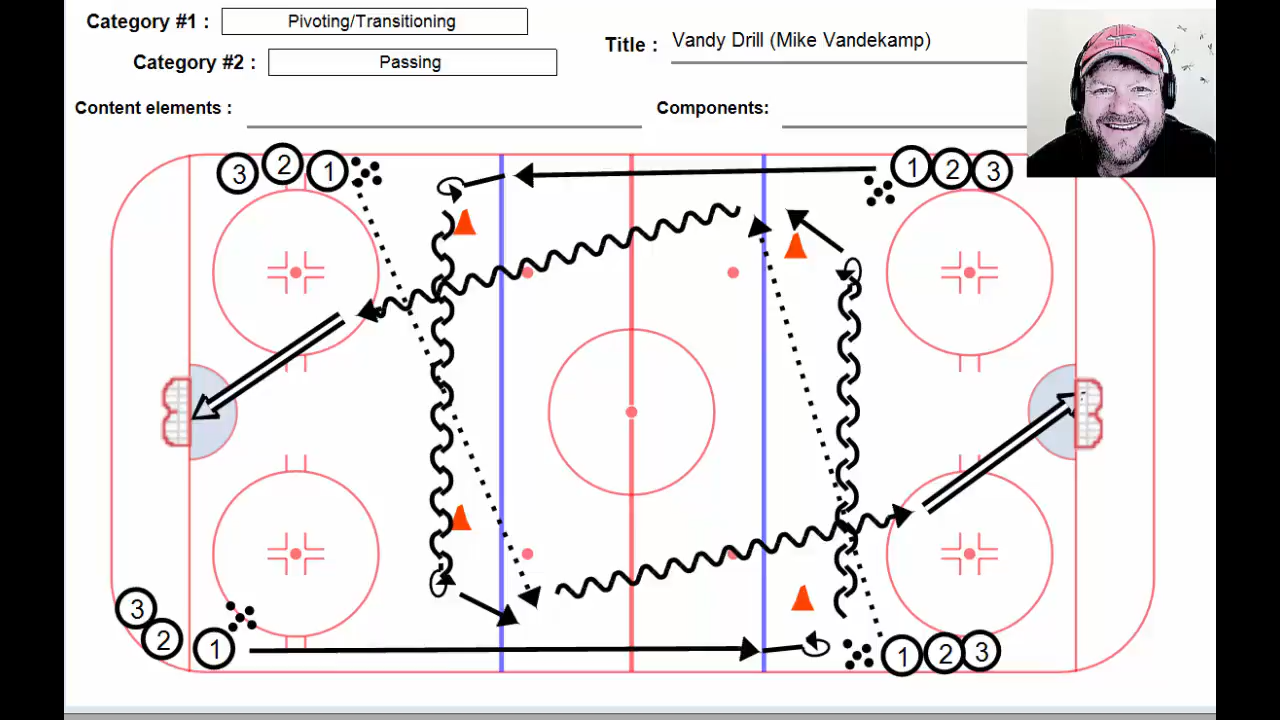 Category #1 : Pivoting/Transitioning
Title : Vandy Drill (Mike Vandekamp)
Category #2 : Passing
Content elements :
Components:
3 2 1
1 2 3
3
2
1
1 2 3